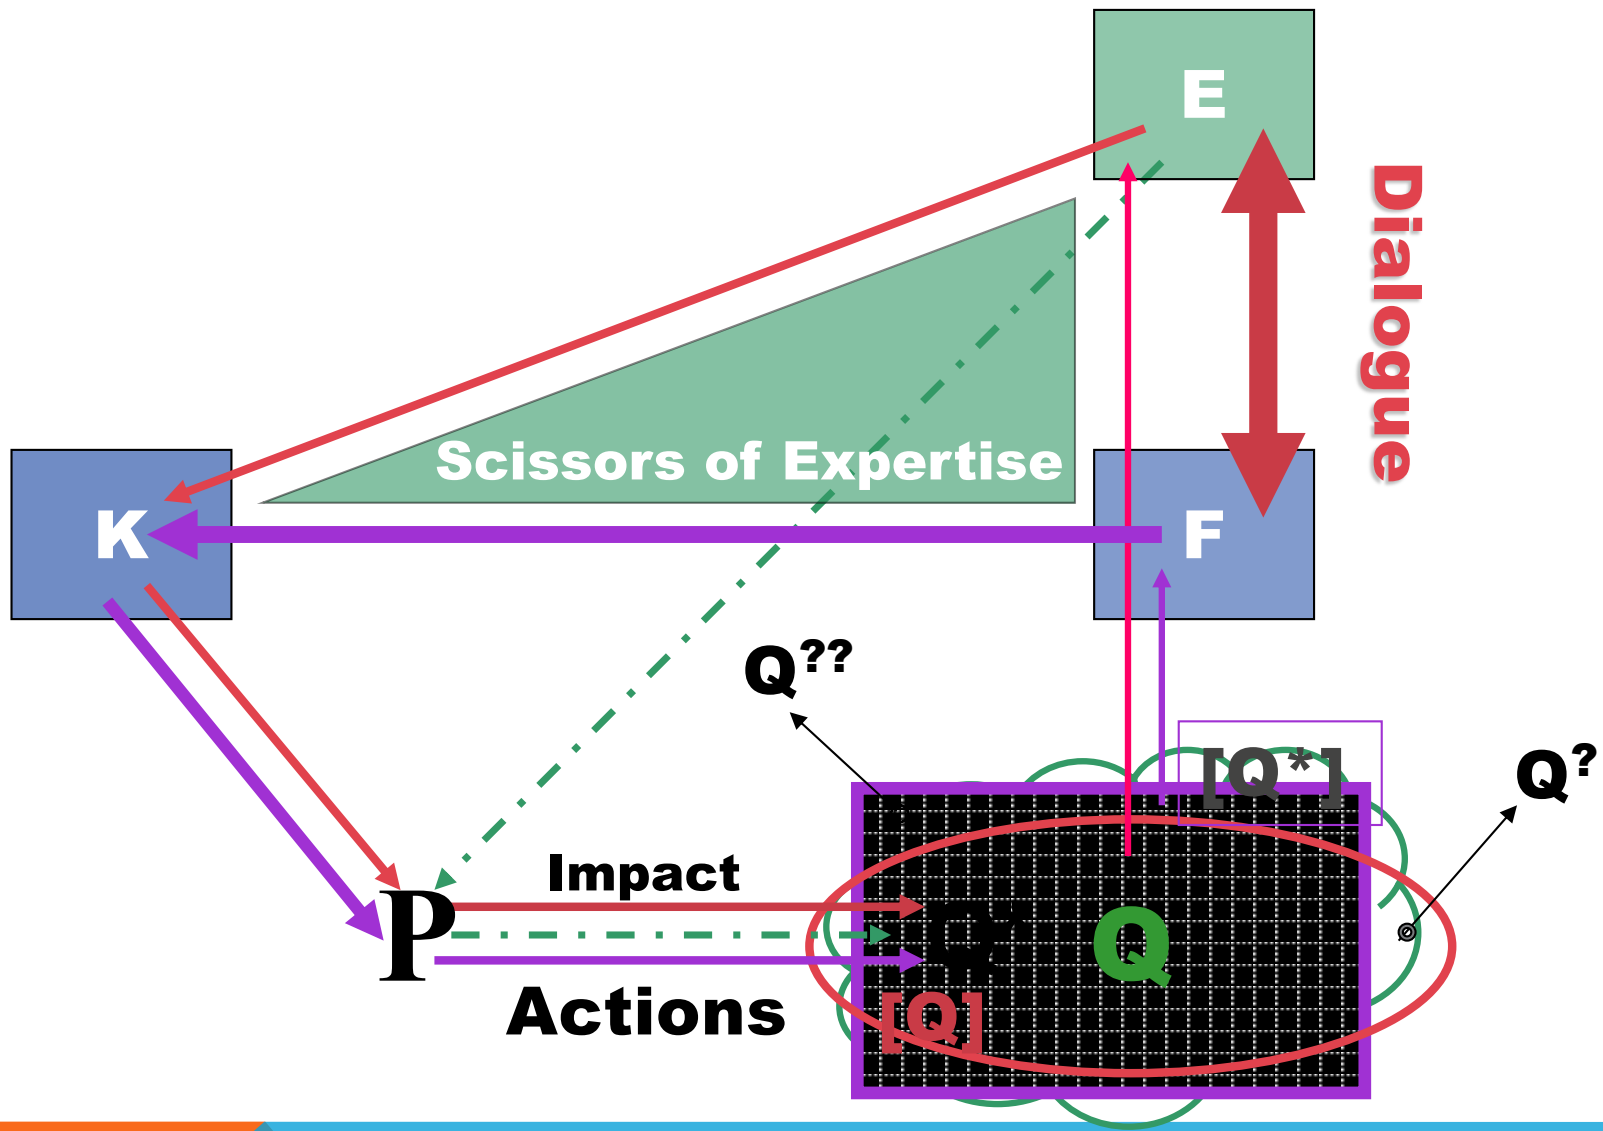 E
Dialogue
Scissors of Expertise
K
F
Q??
[Q*]
Q?
Impact
P
Q
[Q]
Actions